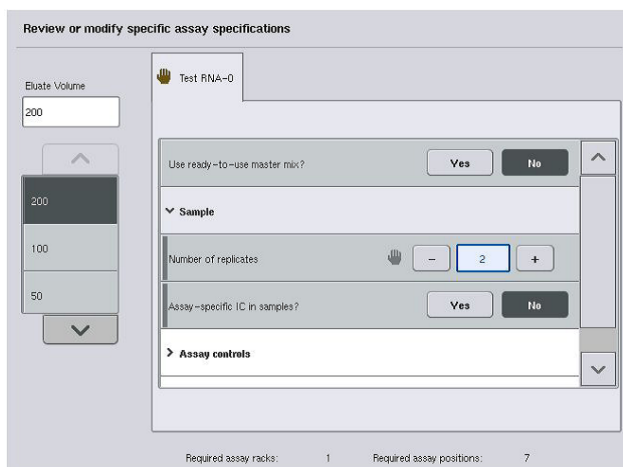 Review or modify specific assay specifications
Eluate Volume
200
200
100
50
Test RNA-0
Use ready-to-use master mix? Yes No
Sample
Number of replicates - 2 +
Assay-specific IC in samples? Yes No
Assay controls
Required assay racks: 1 Required assay positions: 7